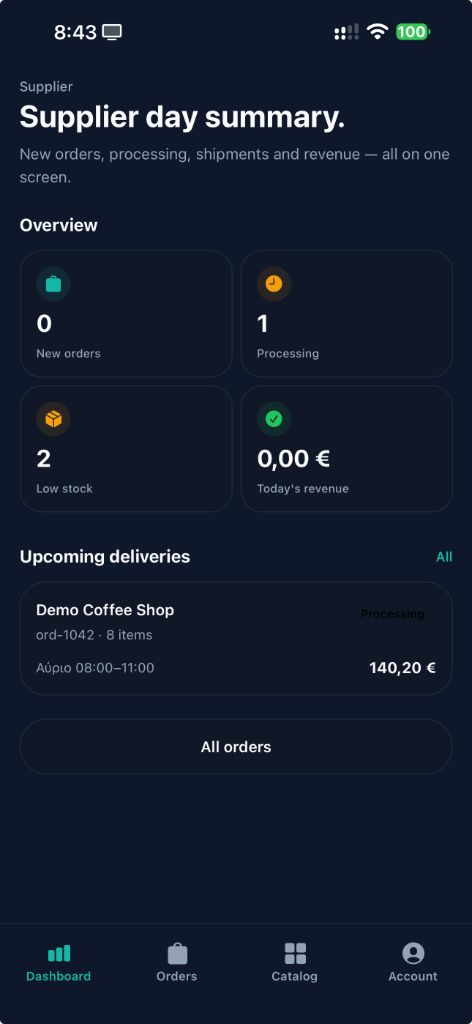 8:43
100
Supplier
Supplier day summary.
New orders, processing, shipments and revenue — all on one
screen.
Overview
0
New orders
1
Processing
2
Low stock
0,00 €
Today's revenue
Upcoming deliveries
All
Demo Coffee Shop
Processing
ord-1042 · 8 items
Αύριο 08:00–11:00
140,20 €
All orders
Dashboard
Orders
Catalog
Account